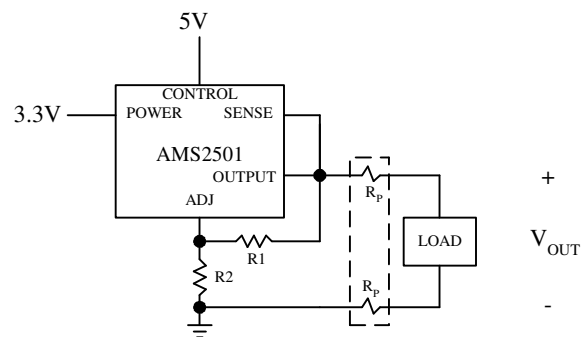 5V
CONTROL
3.3V
POWER SENSE
AMS2501
OUTPUT
ADJ
R1
R2
RP
RP
LOAD
+
VOUT
-